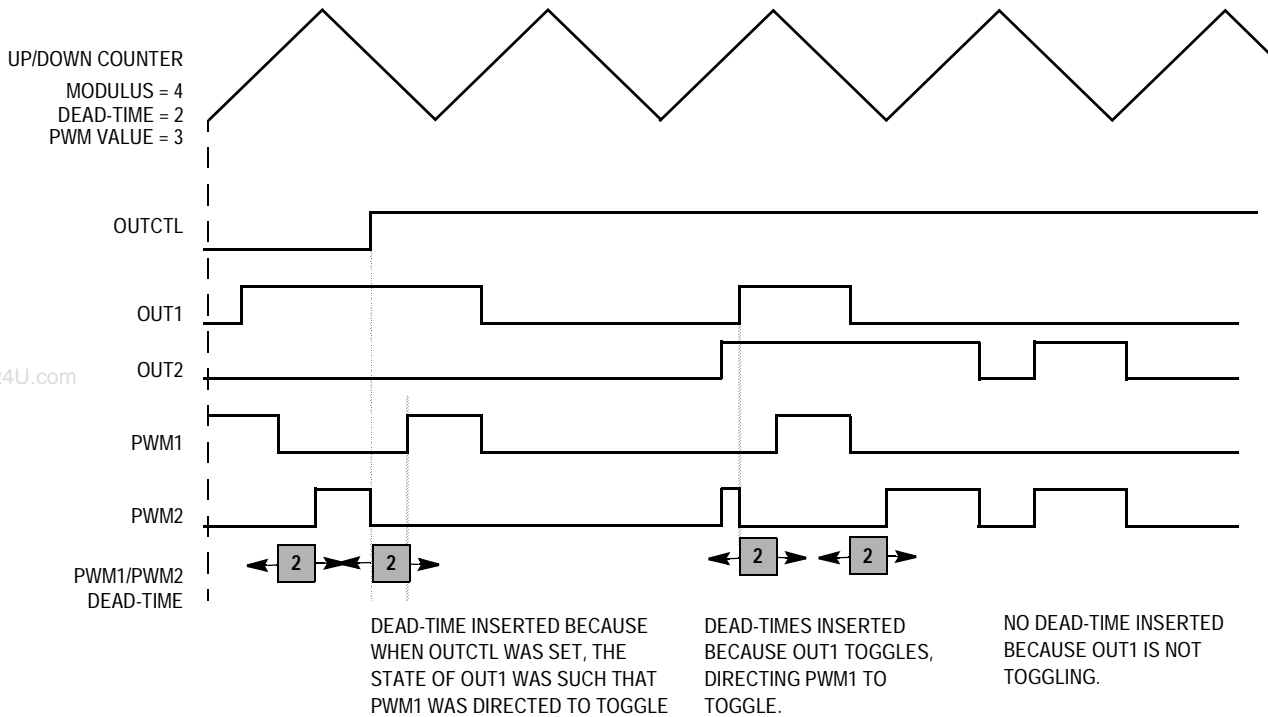 UP/DOWN COUNTER
MODULUS = 4
DEAD-TIME = 2
PWM VALUE = 3
OUTCTL
OUT1
OUT2
t4U.com
PWM1
PWM2
2
2
2
2
PWM1/PWM2
DEAD-TIME
DEAD-TIME INSERTED BECAUSE
WHEN OUTCTL WAS SET, THE
STATE OF OUT1 WAS SUCH THAT
PWM1 WAS DIRECTED TO TOGGLE
DEAD-TIMES INSERTED
BECAUSE OUT1 TOGGLES,
DIRECTING PWM1 TO
TOGGLE.
NO DEAD-TIME INSERTED
BECAUSE OUT1 IS NOT
TOGGLING.